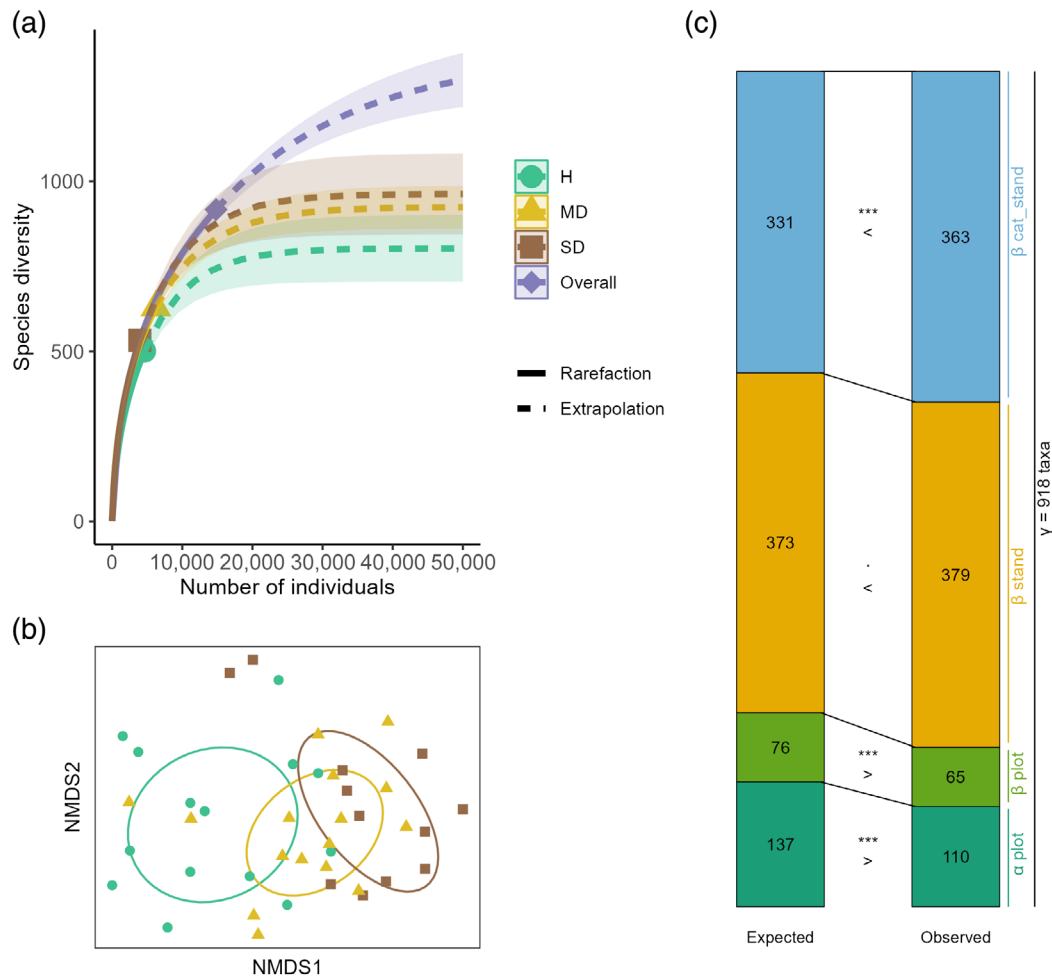 (a)
Species diversity
1000
500
0
0
10,000
20,000
30,000
40,000
50,000
Number of individuals
H
MD
SD
Overall
Rarefaction
Extrapolation
(b)
NMDS2
NMDS1
(c)
331
***
<
363
373
.
<
379
76
***
>
65
137
***
>
110
Expected
Observed
β cat_stand
β stand
β plot
α plot
γ = 918 taxa